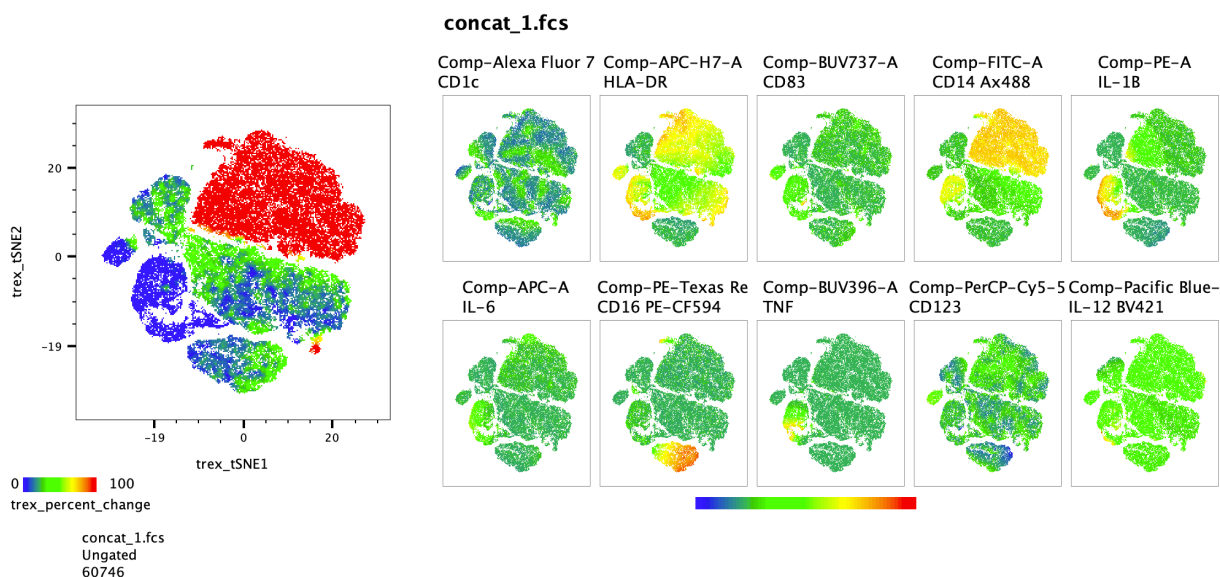 concat_1.fcs
Comp-Alexa Fluor 7
CD1c
Comp-APC-H7-A
HLA-DR
Comp-BUV737-A
CD83
Comp-FITC-A
CD14 Ax488
Comp-PE-A
IL-1B
Comp-APC-A
IL-6
Comp-PE-Texas Re
CD16 PE-CF594
Comp-BUV396-A
TNF
Comp-PerCP-Cy5-5
CD123
Comp-Pacific Blue-
IL-12 BV421
trex_tSNE2
20
0
-19
-19
0
20
trex_tSNE1
0
100
trex_percent_change
concat_1.fcs
Ungated
60746